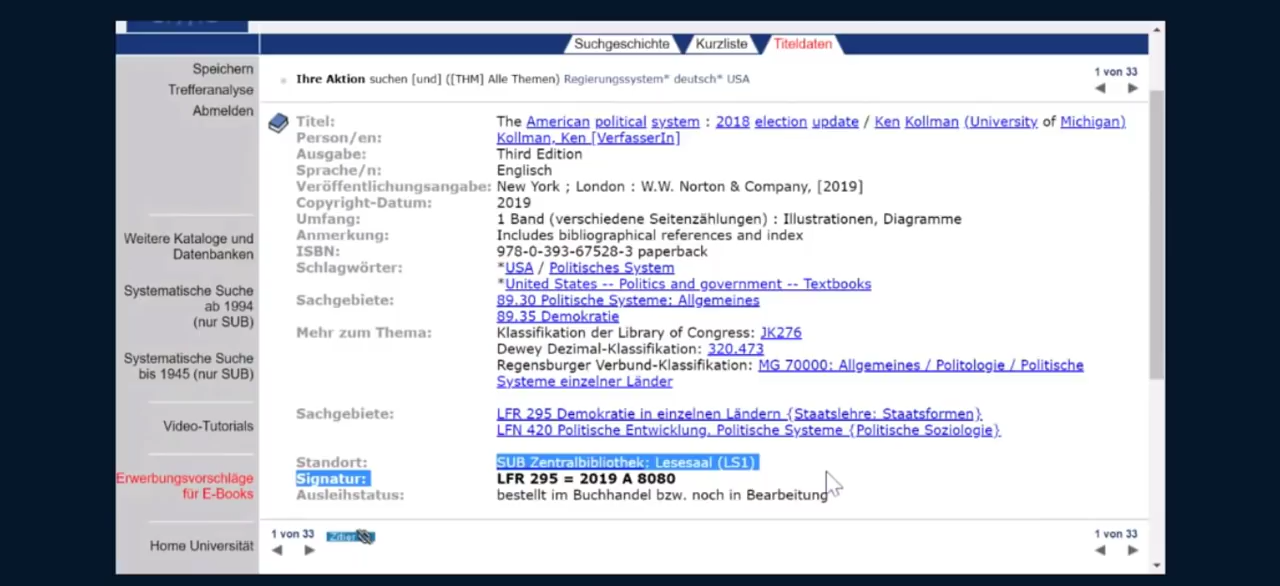 Suchgeschichte Kurzliste Titeldaten
Speichern
Trefferanalyse
Abmelden
Weitere Kataloge und
Datenbanken
Systematische Suche
ab 1994
(nur SUB)
Systematische Suche
bis 1945 (nur SUB)
Video-Tutorials
Erwerbungsvorschläge
für E-Books
Home Universität
Ihre Aktion suchen [und] ([THM] Alle Themen) Regierungssystem* deutsch* USA
1 von 33
Titel: The American political system : 2018 election update / Ken Kollman (University of Michigan)
Person/en: Kollman, Ken [VerfasserIn]
Ausgabe: Third Edition
Sprache/n: Englisch
Veröffentlichungsangabe: New York ; London : W.W. Norton & Company, [2019]
Copyright-Datum: 2019
Umfang: 1 Band (verschiedene Seitenzählungen) : Illustrationen, Diagramme
Anmerkung: Includes bibliographical references and index
ISBN: 978-0-393-67528-3 paperback
Schlagwörter: *USA / Politisches System
*United States -- Politics and government -- Textbooks
Sachgebiete: 89.30 Politische Systeme: Allgemeines
89.35 Demokratie
Mehr zum Thema: Klassifikation der Library of Congress: JK276
Dewey Dezimal-Klassifikation: 320.473
Regensburger Verbund-Klassifikation: MG 70000: Allgemeines / Politologie / Politische
Systeme einzelner Länder
Sachgebiete: LFR 295 Demokratie in einzelnen Ländern {Staatslehre: Staatsformen}
LFN 420 Politische Entwicklung. Politische Systeme {Politische Soziologie}
Standort: SUB Zentralbibliothek; Lesesaal (LS1)
Signatur: LFR 295 = 2019 A 8080
Ausleihstatus: bestellt im Buchhandel bzw. noch in Bearbeitung
1 von 33
1 von 33